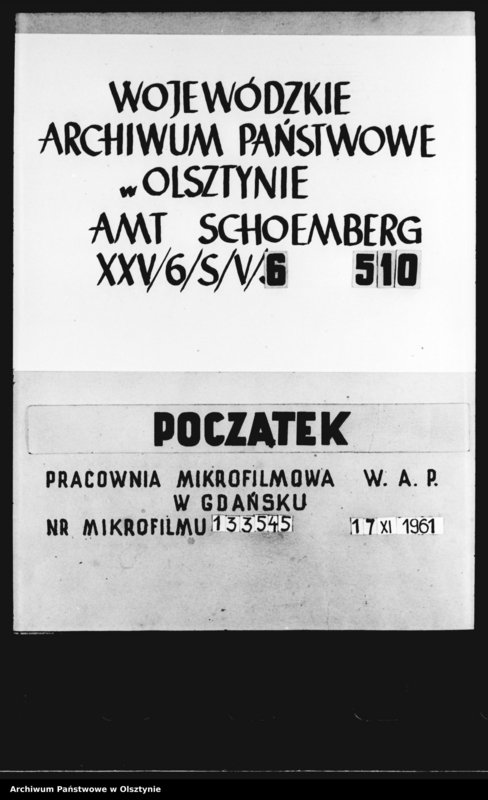 WOJEWÓDZKIE
ARCHIWUM PAŃSTWOWE
w OLSZTYNIE
AMT SCHOEMBERG
XXV/6/S/V/.6 510
POCZĄTEK
PRACOWNIA MIKROFILMOWA W. A. P.
W GDAŃSKU
NR MIKROFILMU 133545 17 XI 1961
Archiwum Państwowe w Olsztynie